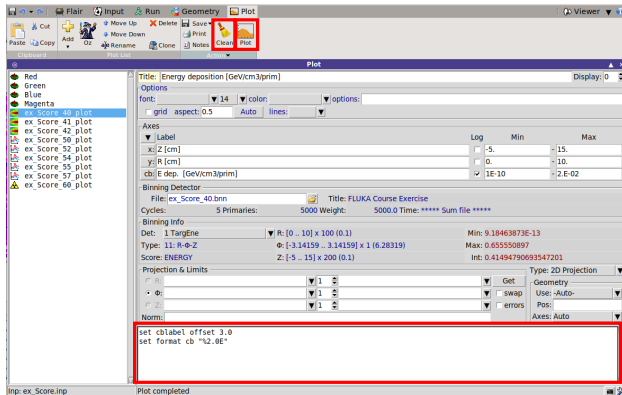 Flair Input Run Geometry Plot Viewer
Paste Cut Copy Add Oz Move Up Move Down Rename Delete Clone Save Print Notes Clean Plot
Clipboard Plot List Action
Plot
Red
Green
Blue
Magenta
ex_Score_40_plot
ex_Score_41_plot
ex_Score_42_plot
ex_Score_50_plot
ex_Score_52_plot
ex_Score_54_plot
ex_Score_55_plot
ex_Score_57_plot
ex_Score_60_plot
Title: Energy deposition [GeV/cm3/prim] Display: 0
Options
font: 14 color: options:
grid aspect: 0.5 Auto lines:
Axes
Label Log Min Max
x: Z [cm] -5. - 15.
y: R [cm] 0. - 10.
cb: E dep. [GeV/cm3/prim] 1E-10 - 2.E-02
Binning Detector
File: ex_Score_40.bnn Title: FLUKA Course Exercise
Cycles: 5 Primaries: 5000 Weight: 5000.0 Time: ***** Sum file *****
Binning Info
Det: 1 TargEne R: [0 .. 10] x 100 (0.1) Min: 9.18463873E-13
Type: 11: R-Φ-Z Φ: [-3.14159 .. 3.14159] x 1 (6.28319) Max: 0.655550897
Score: ENERGY Z: [-5 .. 15] x 200 (0.1) Int: 0.41494790693547201
Projection & Limits Type: 2D Projection
R: 1 Get Geometry
Φ: 1 swap Use: -Auto-
Z: 1 errors Pos:
Norm: Axes: Auto
set cblabel offset 3.0
set format cb "%2.0E"
Inp: ex_Score.inp Plot completed